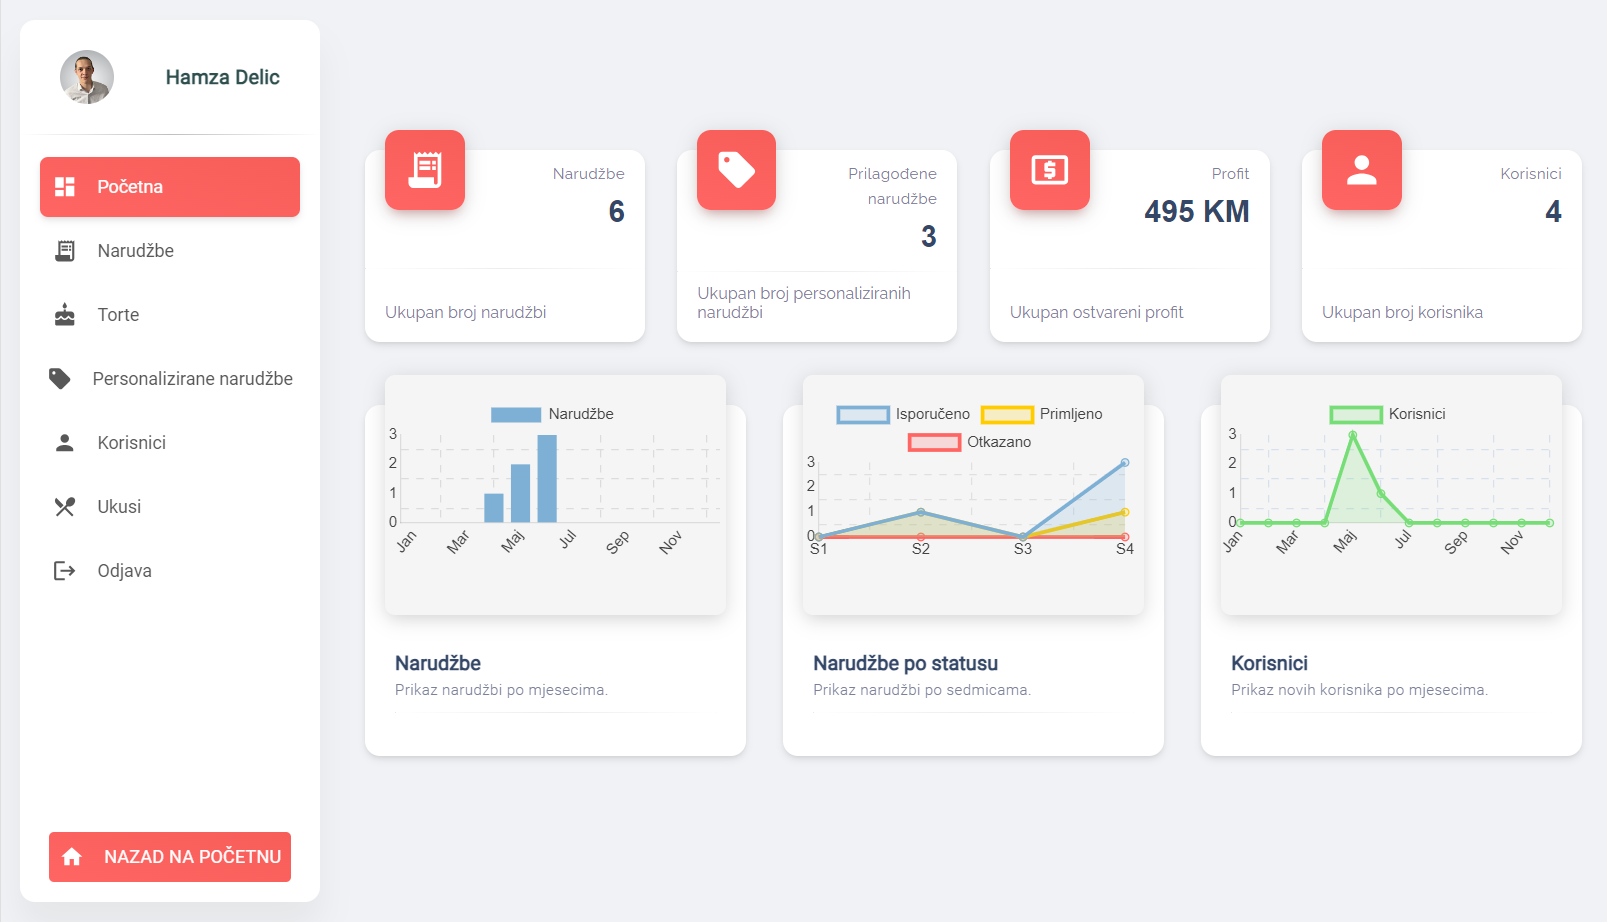 Hamza Delic
Početna
Narudžbe
Torte
Personalizirane narudžbe
Korisnici
Ukusi
Odjava
NAZAD NA POČETNU
Narudžbe
6
Ukupan broj narudžbi
Prilagođene
narudžbe
3
Ukupan broj personaliziranih
narudžbi
Profit
495 KM
Ukupan ostvareni profit
Korisnici
4
Ukupan broj korisnika
Narudžbe
3
2
1
0
Jan Mar Maj Jul Sep Nov
Narudžbe
Prikaz narudžbi po mjesecima.
Isporučeno Primljeno
Otkazano
3
2
1
0
S1 S2 S3 S4
Narudžbe po statusu
Prikaz narudžbi po sedmicama.
Korisnici
3
2
1
0
Jan Mar Maj Jul Sep Nov
Korisnici
Prikaz novih korisnika po mjesecima.